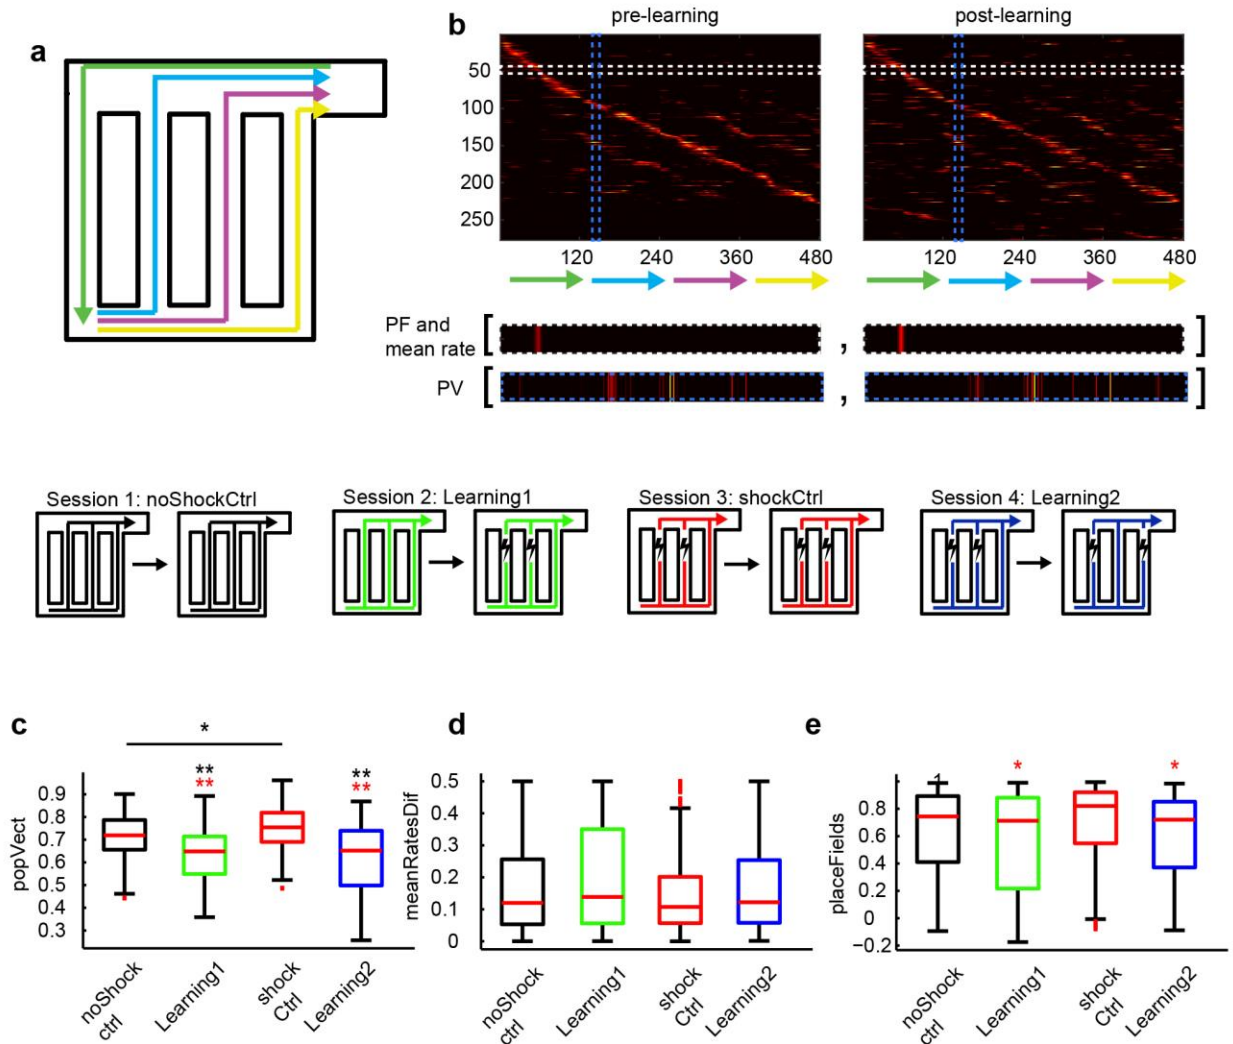 a
b
pre-learning
post-learning
50
100
150
200
250
120 240 360 480
120 240 360 480
PF and
mean rate
[ , ]
PV
[ , ]
Session 1: noShockCtrl
Session 2: Learning1
Session 3: shockCtrl
Session 4: Learning2
c
*
**
**
**
**
popVect
0.9
0.8
0.7
0.6
0.5
0.4
0.3
noShock
ctrl
Learning1
shock
Ctrl
Learning2
d
meanRatesDif
0.5
0.4
0.3
0.2
0.1
0
noShock
ctrl
Learning1
shock
Ctrl
Learning2
e
*
*
placeFields
1
0.8
0.6
0.4
0.2
0
−0.2
noShock
ctrl
Learning1
shock
Ctrl
Learning2